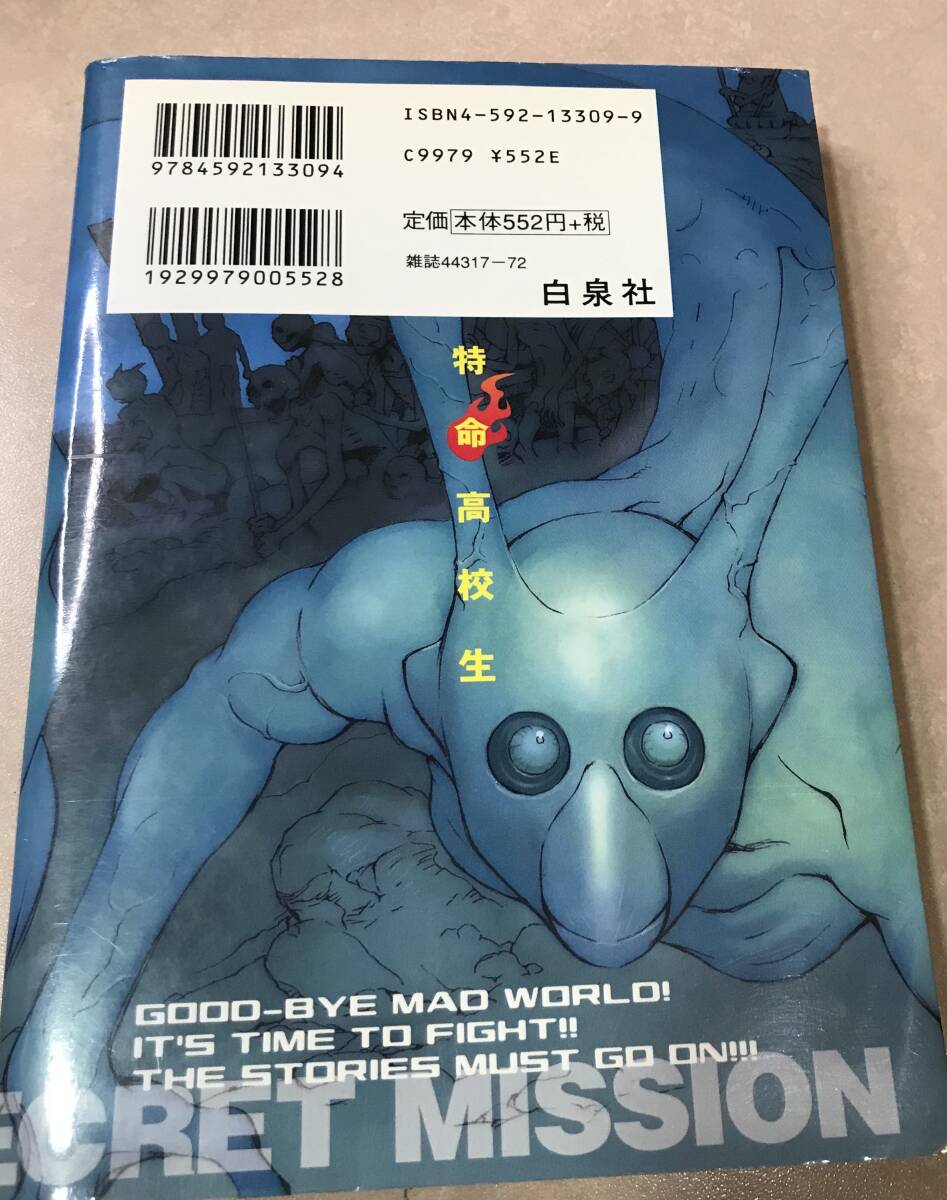 ISBN4-592-13309-9
9784592133094
C9979 ¥552E
定価 本体552円+税
1929979005528
雑誌44317-72
白泉社
特命高校生
GOOD-BYE MAD WORLD!
IT'S TIME TO FIGHT!!
THE STORIES MUST GO ON!!!
ECRET MISSION